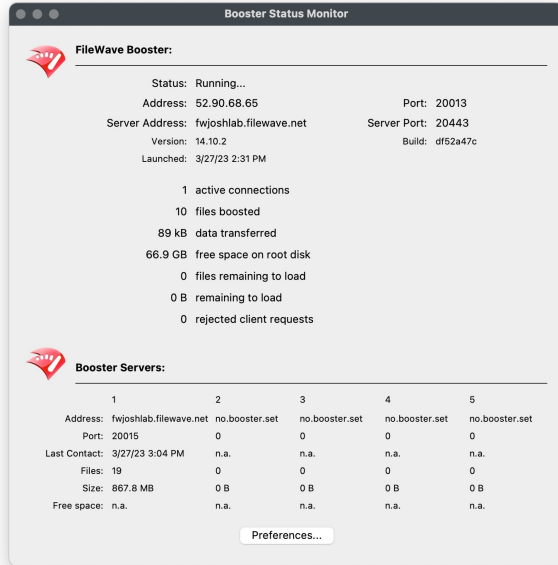 Booster Status Monitor
FileWave Booster:
Status: Running...
Address: 52.90.68.65 Port: 20013
Server Address: fwjoshlab.filewave.net Server Port: 20443
Version: 14.10.2 Build: df52a47c
Launched: 3/27/23 2:31 PM
1 active connections
10 files boosted
89 kB data transferred
66.9 GB free space on root disk
0 files remaining to load
0 B remaining to load
0 rejected client requests
Booster Servers:
1 2 3 4 5
Address: fwjoshlab.filewave.net no.booster.set no.booster.set no.booster.set no.booster.set
Port: 20015 0 0 0 0
Last Contact: 3/27/23 3:04 PM n.a. n.a. n.a. n.a.
Files: 19 0 0 0 0
Size: 867.8 MB 0 B 0 B 0 B 0 B
Free space: n.a. n.a. n.a. n.a. n.a.
Preferences...